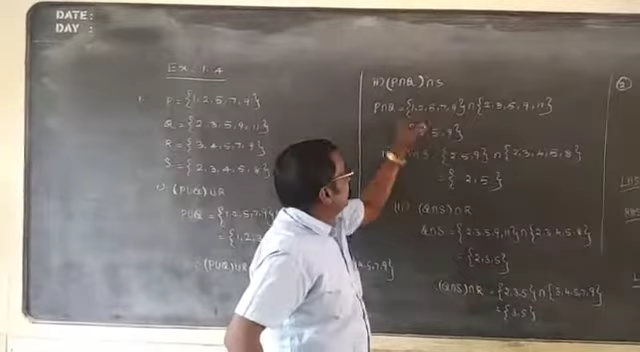 DATE:
DAY :
Ex: 1.4
1. P = {1,2,5,7,9}
Q = {2,3,5,9,11}
R = {3,4,5,7,9}
S = {2,3,4,5,8}
i) (P∪Q)∪R
P∪Q = {1,2,5,7,9}
= {1,2,3
(P∪Q)∪R
4,5,7,9}
ii) (P∩Q)∩S
P∩Q = {1,2,5,7,9}∩{2,3,5,9,11}
5,9}
∩S = {2,5,9}∩{2,3,4,5,8}
= {2,5}
(iii) (Q∩S)∩R
Q∩S = {2,3,5,9,11}∩{2,3,4,5,8}
= {2,3,5}
(Q∩S)∩R = {2,3,5}∩{3,4,5,7,9}
= {3,5}
②
LHS